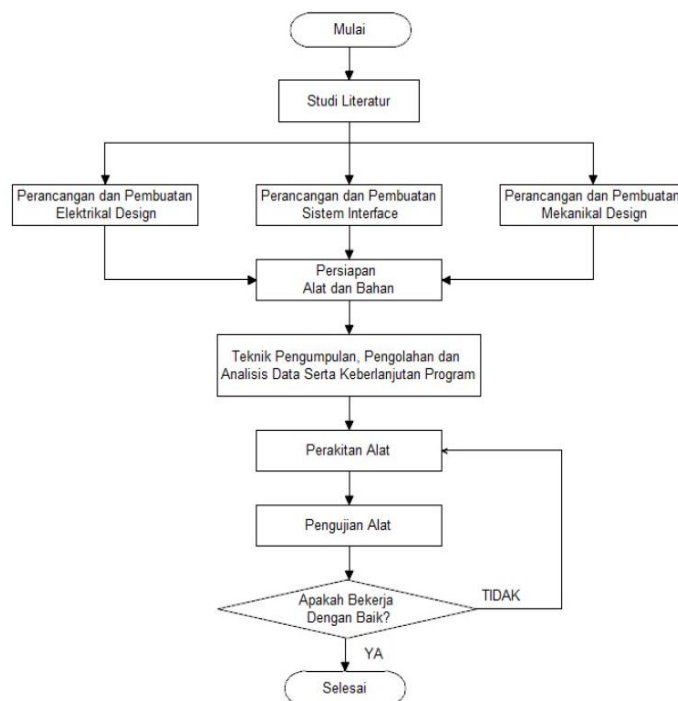 Mulai
Studi Literatur
Perancangan dan Pembuatan
Elektrikal Design
Perancangan dan Pembuatan
Sistem Interface
Perancangan dan Pembuatan
Mekanikal Design
Persiapan
Alat dan Bahan
Teknik Pengumpulan, Pengolahan dan
Analisis Data Serta Keberlanjutan Program
Perakitan Alat
Pengujian Alat
Apakah Bekerja
Dengan Baik?
TIDAK
YA
Selesai